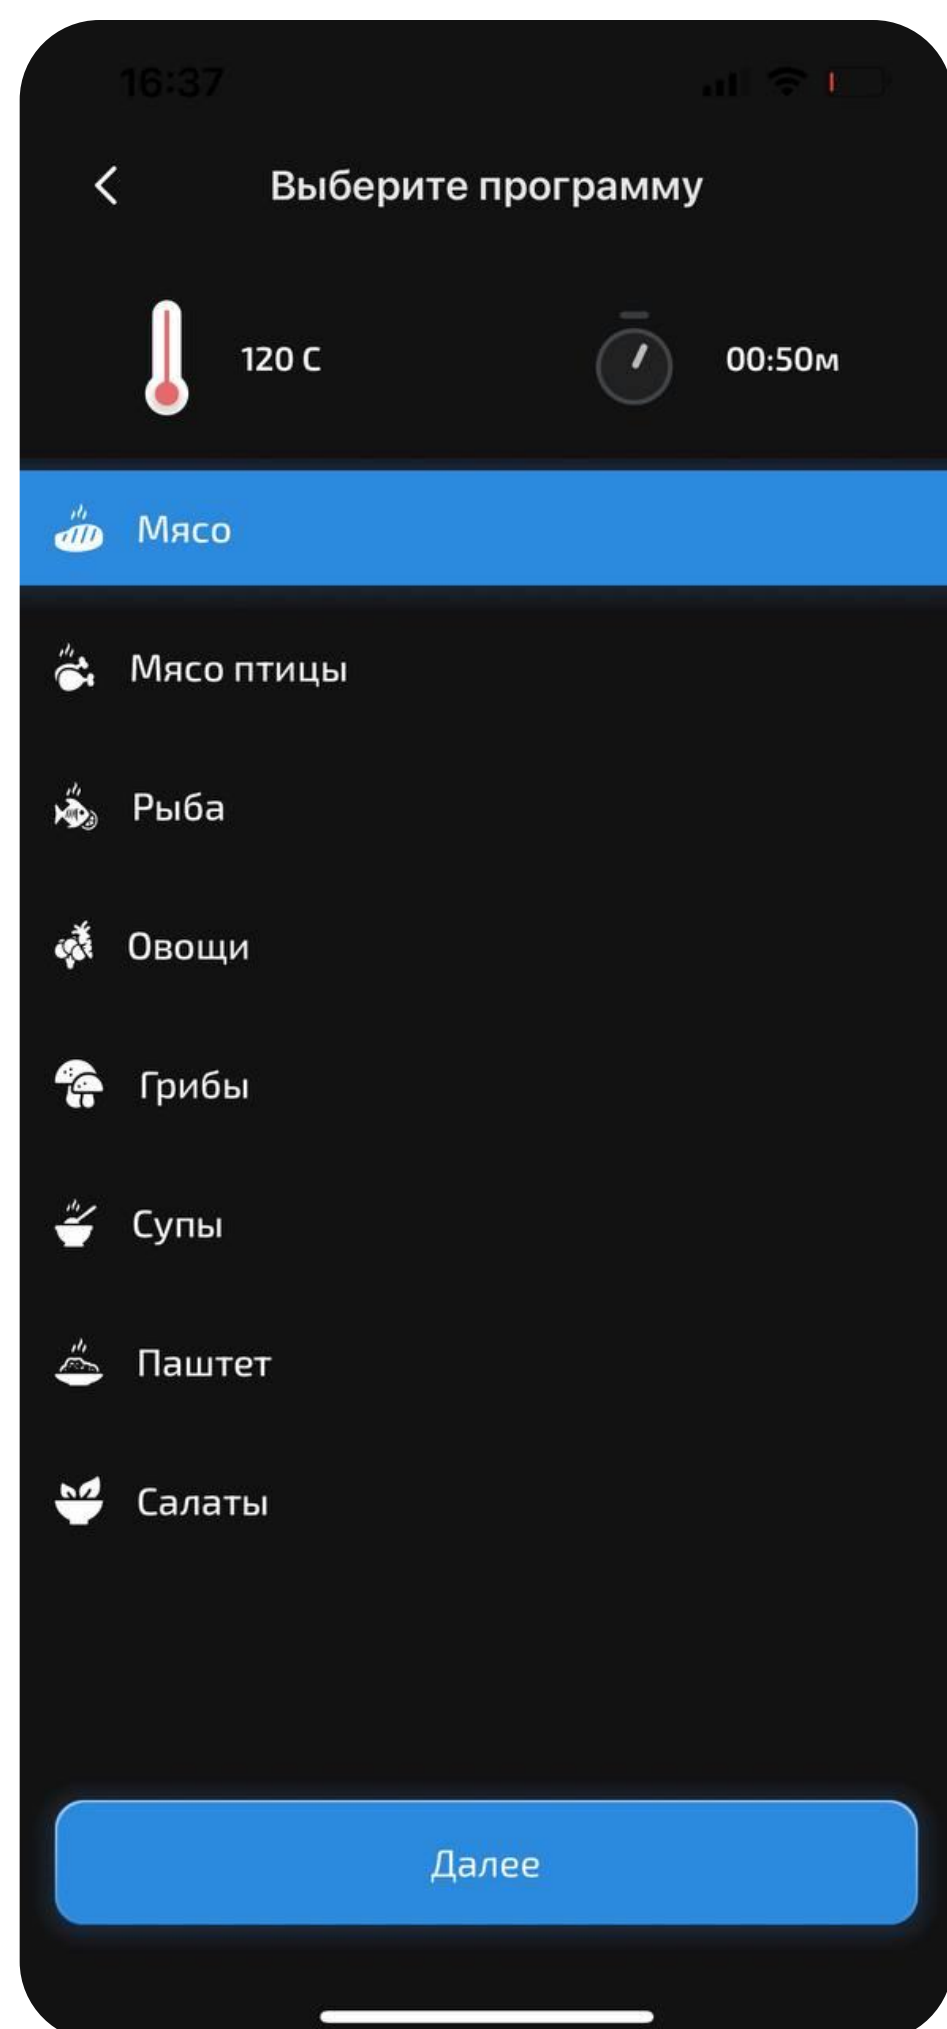 16:37
Выберите программу
120 C
00:50м
Мясо
Мясо птицы
Рыба
Овощи
Грибы
Супы
Паштет
Салаты
Далее